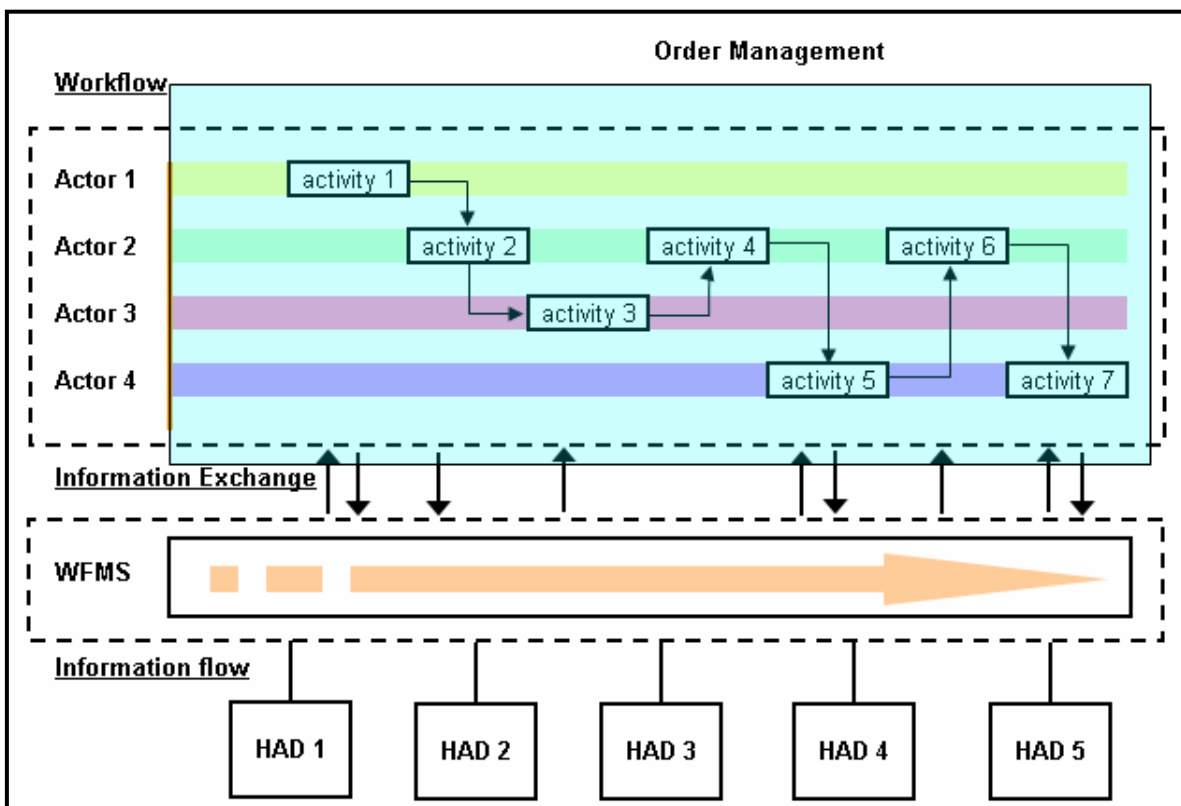 Order Management
Workflow
Actor 1
activity 1
Actor 2
activity 2
activity 4
activity 6
Actor 3
activity 3
Actor 4
activity 5
activity 7
Information Exchange
WFMS
Information flow
HAD 1
HAD 2
HAD 3
HAD 4
HAD 5